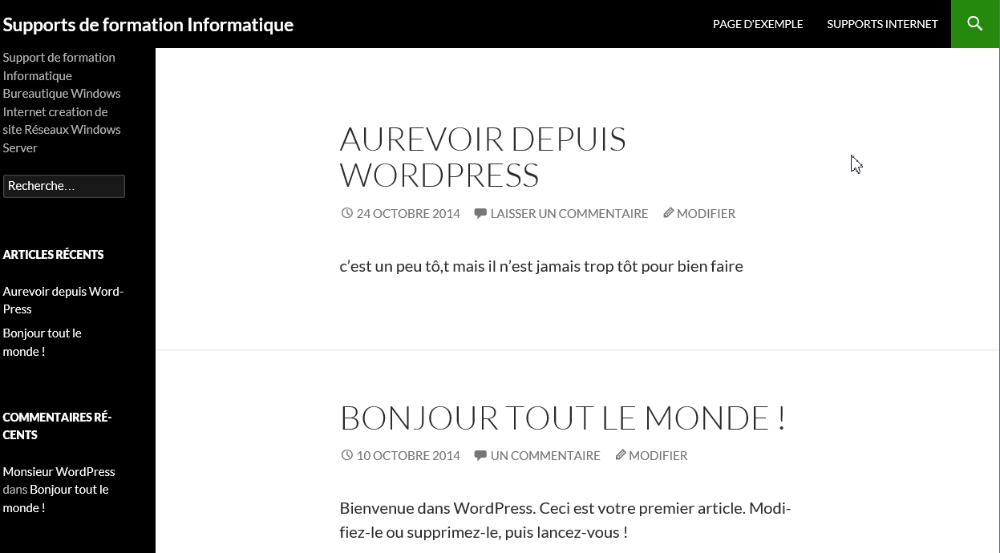 Supports de formation Informatique
PAGE D’EXEMPLE
SUPPORTS INTERNET
Support de formation
Informatique
Bureautique Windows
Internet creation de
site Réseaux Windows
Server
Recherche…
ARTICLES RÉCENTS
Aurevoir depuis Word-
Press
Bonjour tout le
monde !
COMMENTAIRES RÉ-
CENTS
Monsieur WordPress
dans Bonjour tout le
monde !
AUREVOIR DEPUIS
WORDPRESS
24 OCTOBRE 2014 LAISSER UN COMMENTAIRE MODIFIER
c’est un peu tô,t mais il n’est jamais trop tôt pour bien faire
BONJOUR TOUT LE MONDE !
10 OCTOBRE 2014 UN COMMENTAIRE MODIFIER
Bienvenue dans WordPress. Ceci est votre premier article. Modi-
fiez-le ou supprimez-le, puis lancez-vous !